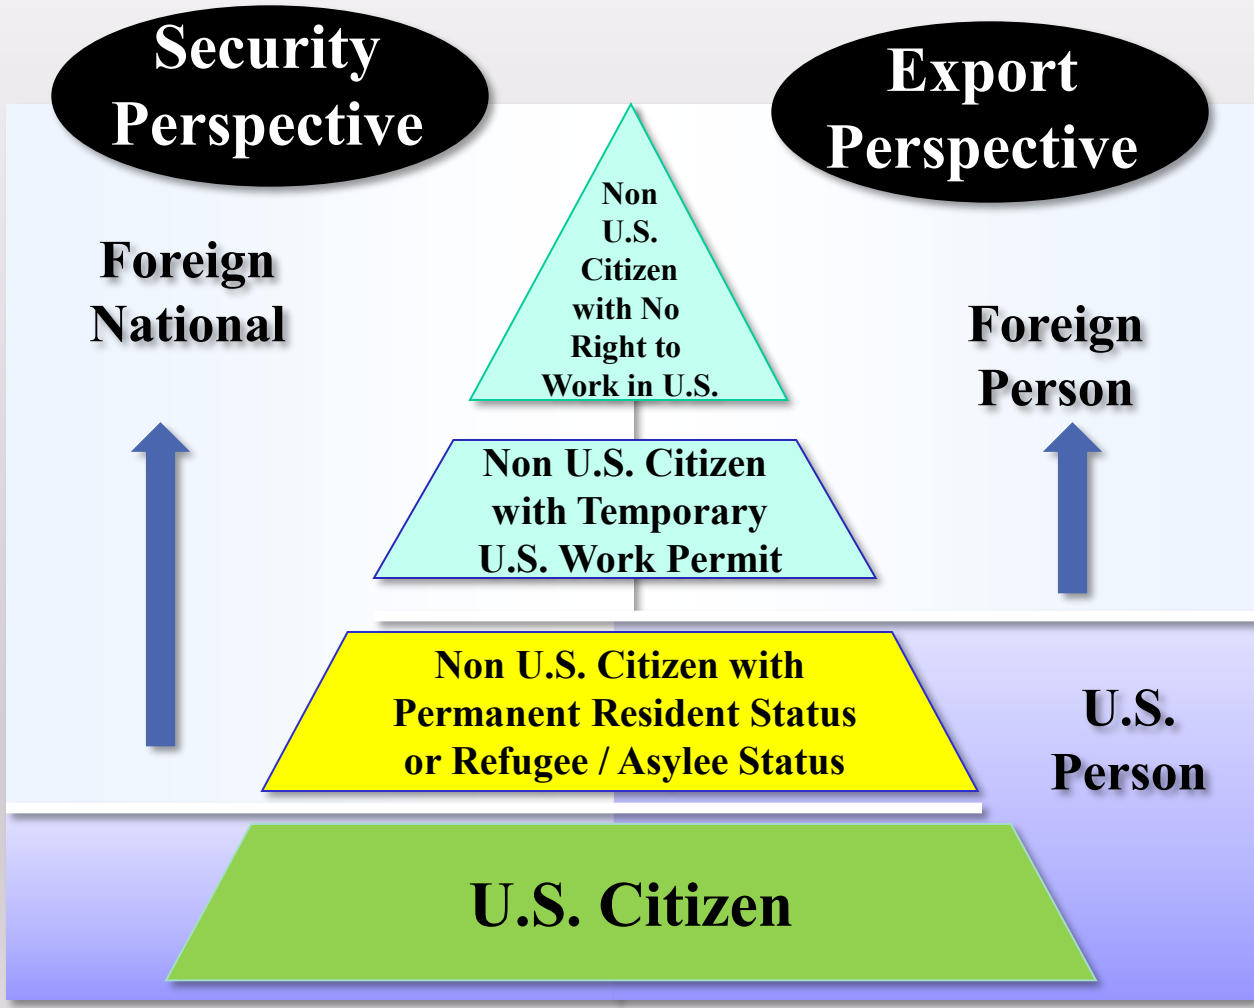 Security
Perspective
Export
Perspective
Foreign
National
Foreign
Person
Non
U.S.
Citizen
with No
Right to
Work in U.S.
Non U.S. Citizen
with Temporary
U.S. Work Permit
Non U.S. Citizen with
Permanent Resident Status
or Refugee / Asylee Status
U.S.
Person
U.S. Citizen